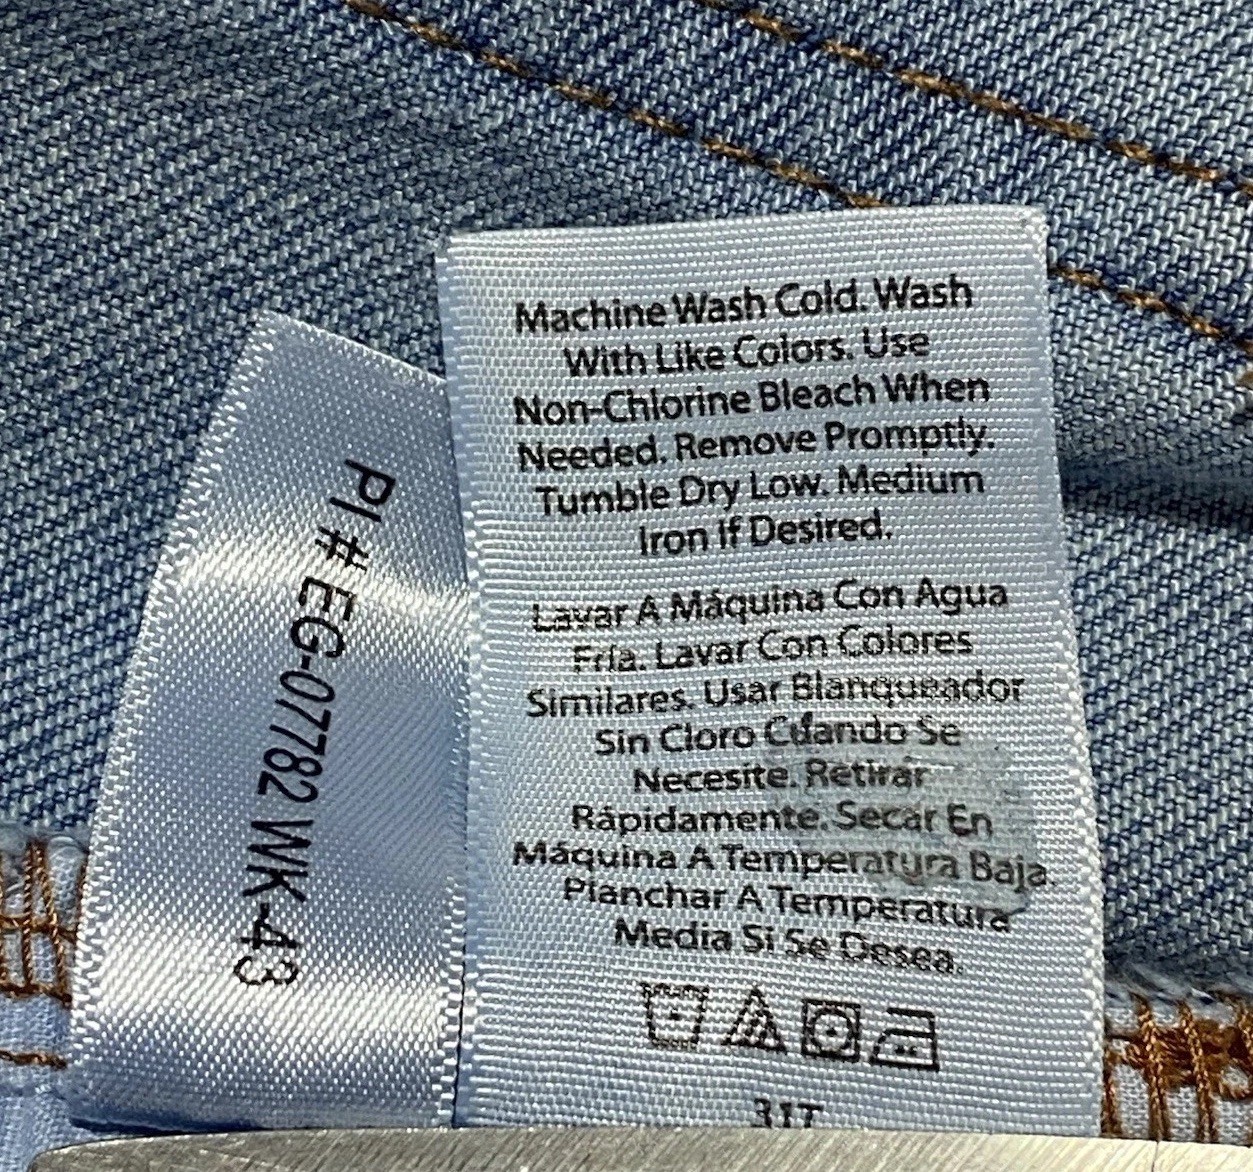 PI # EG-07782 WK-43
Machine Wash Cold. Wash
With Like Colors. Use
Non-Chlorine Bleach When
Needed. Remove Promptly.
Tumble Dry Low. Medium
Iron If Desired.
Lavar A Máquina Con Agua
Fría. Lavar Con Colores
Similares. Usar Blanqueador
Sin Cloro Cuando Se
Necesite. Retirar
Rápidamente. Secar En
Máquina A Temperatura Baja.
Planchar A Temperatura
Media Si Se Desea.